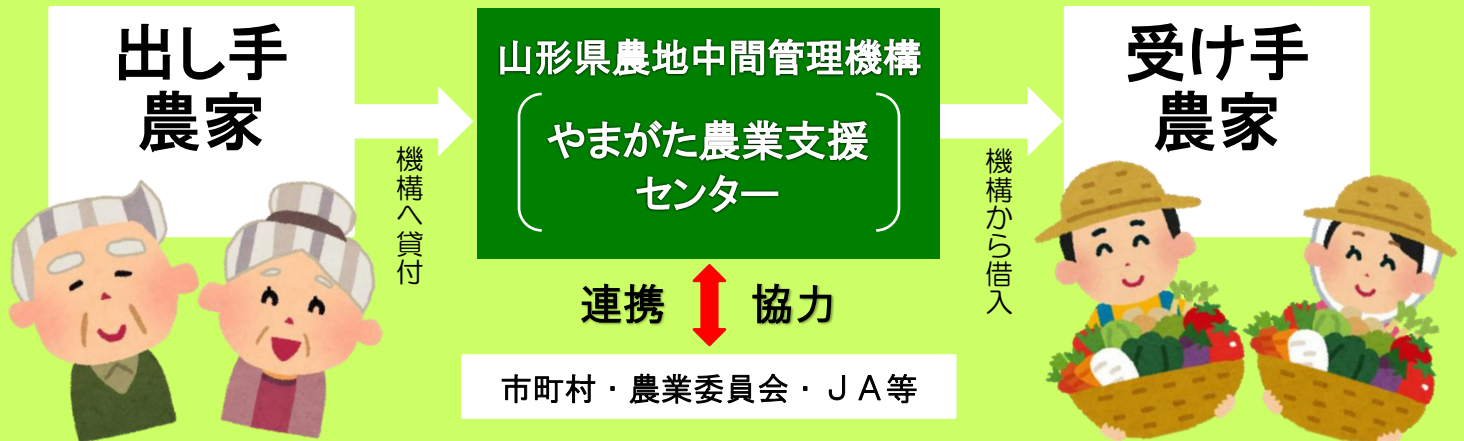 出し手
農家
機構へ貸付
山形県農地中間管理機構
やまがた農業支援
センター
機構から借入
受け手
農家
連携 協力
市町村・農業委員会・ＪＡ等